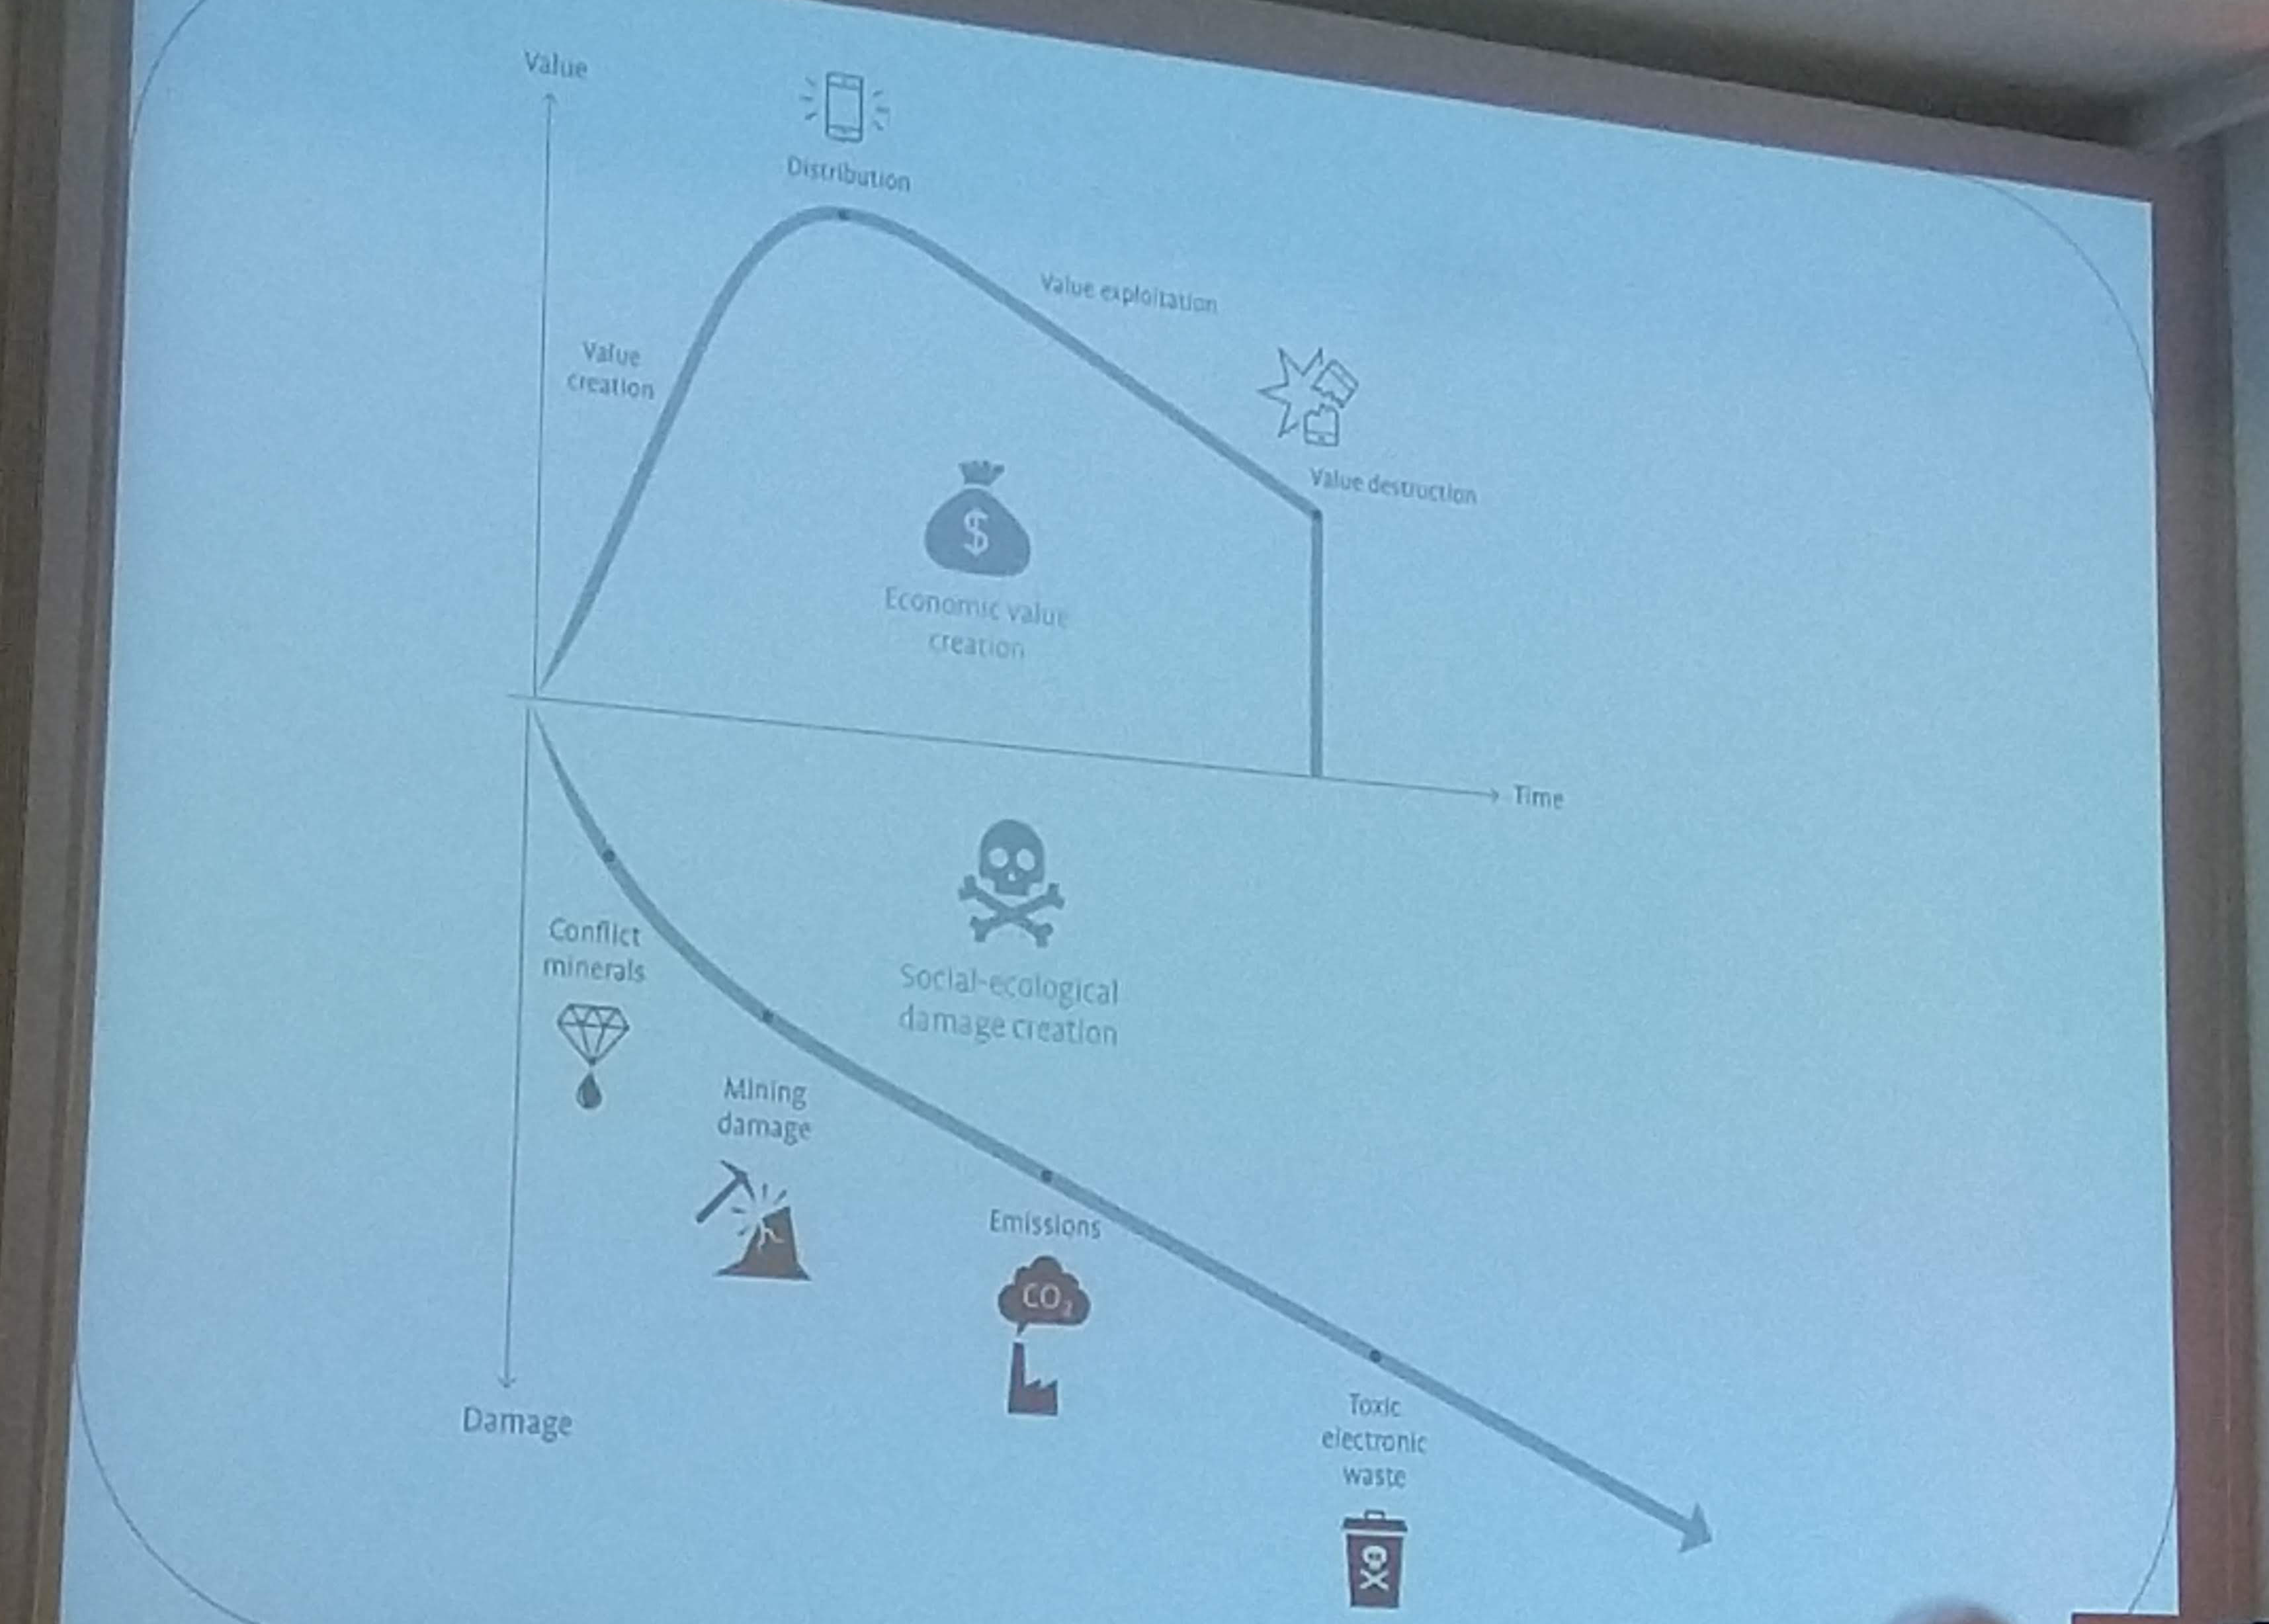 Value
Distribution
Value exploitation
Value
creation
Value destruction
$
Economic value
creation
Time
Social-ecological
damage creation
Conflict
minerals
Mining
damage
Emissions
CO₂
Toxic
electronic
waste
Damage